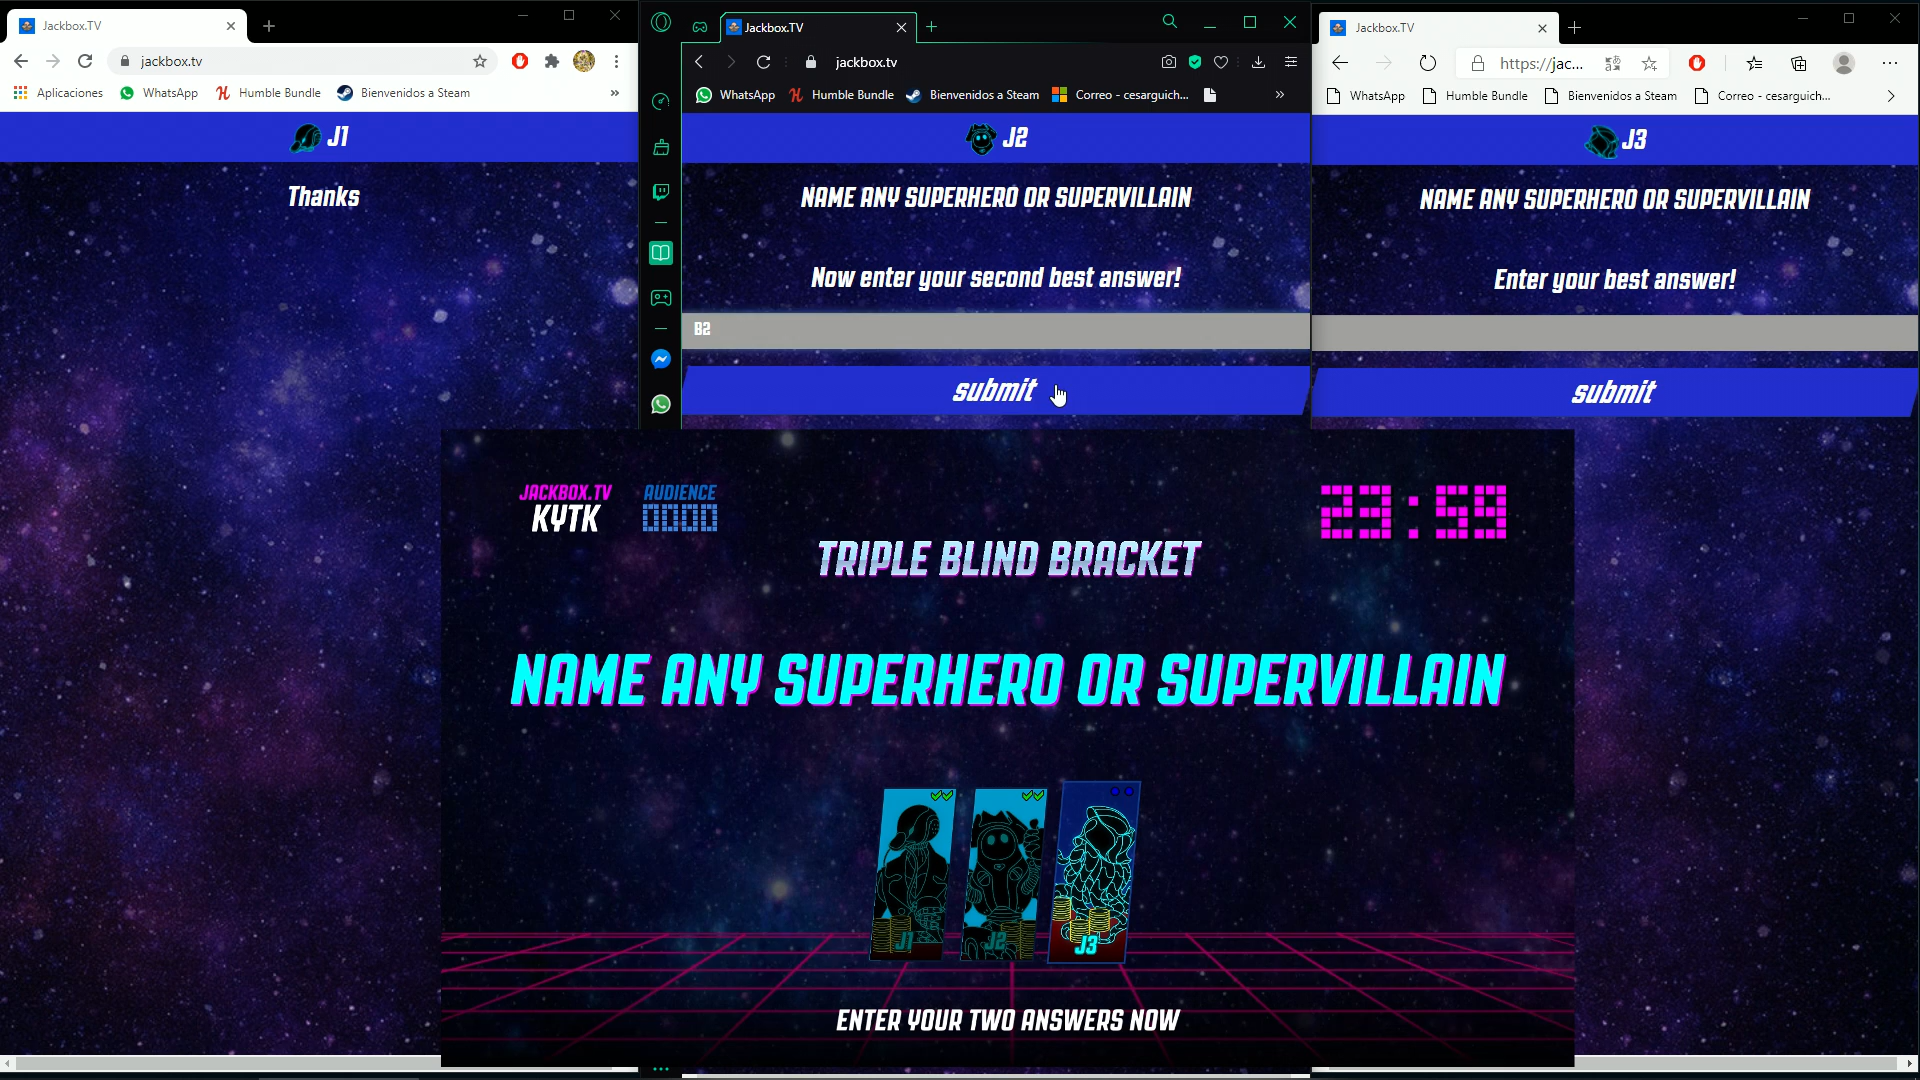 Jackbox.TV
jackbox.tv
Aplicaciones
WhatsApp
Humble Bundle
Bienvenidos a Steam
J1
Thanks
Jackbox.TV
jackbox.tv
WhatsApp
Humble Bundle
Bienvenidos a Steam
Correo - cesarguich...
J2
NAME ANY SUPERHERO OR SUPERVILLAIN
Now enter your second best answer!
B2
submit
Jackbox.TV
https://jac...
WhatsApp
Humble Bundle
Bienvenidos a Steam
Correo - cesarguich...
J3
NAME ANY SUPERHERO OR SUPERVILLAIN
Enter your best answer!
submit
JACKBOX.TV
KYTK
AUDIENCE
0000
23:59
TRIPLE BLIND BRACKET
NAME ANY SUPERHERO OR SUPERVILLAIN
J1
J2
J3
ENTER YOUR TWO ANSWERS NOW